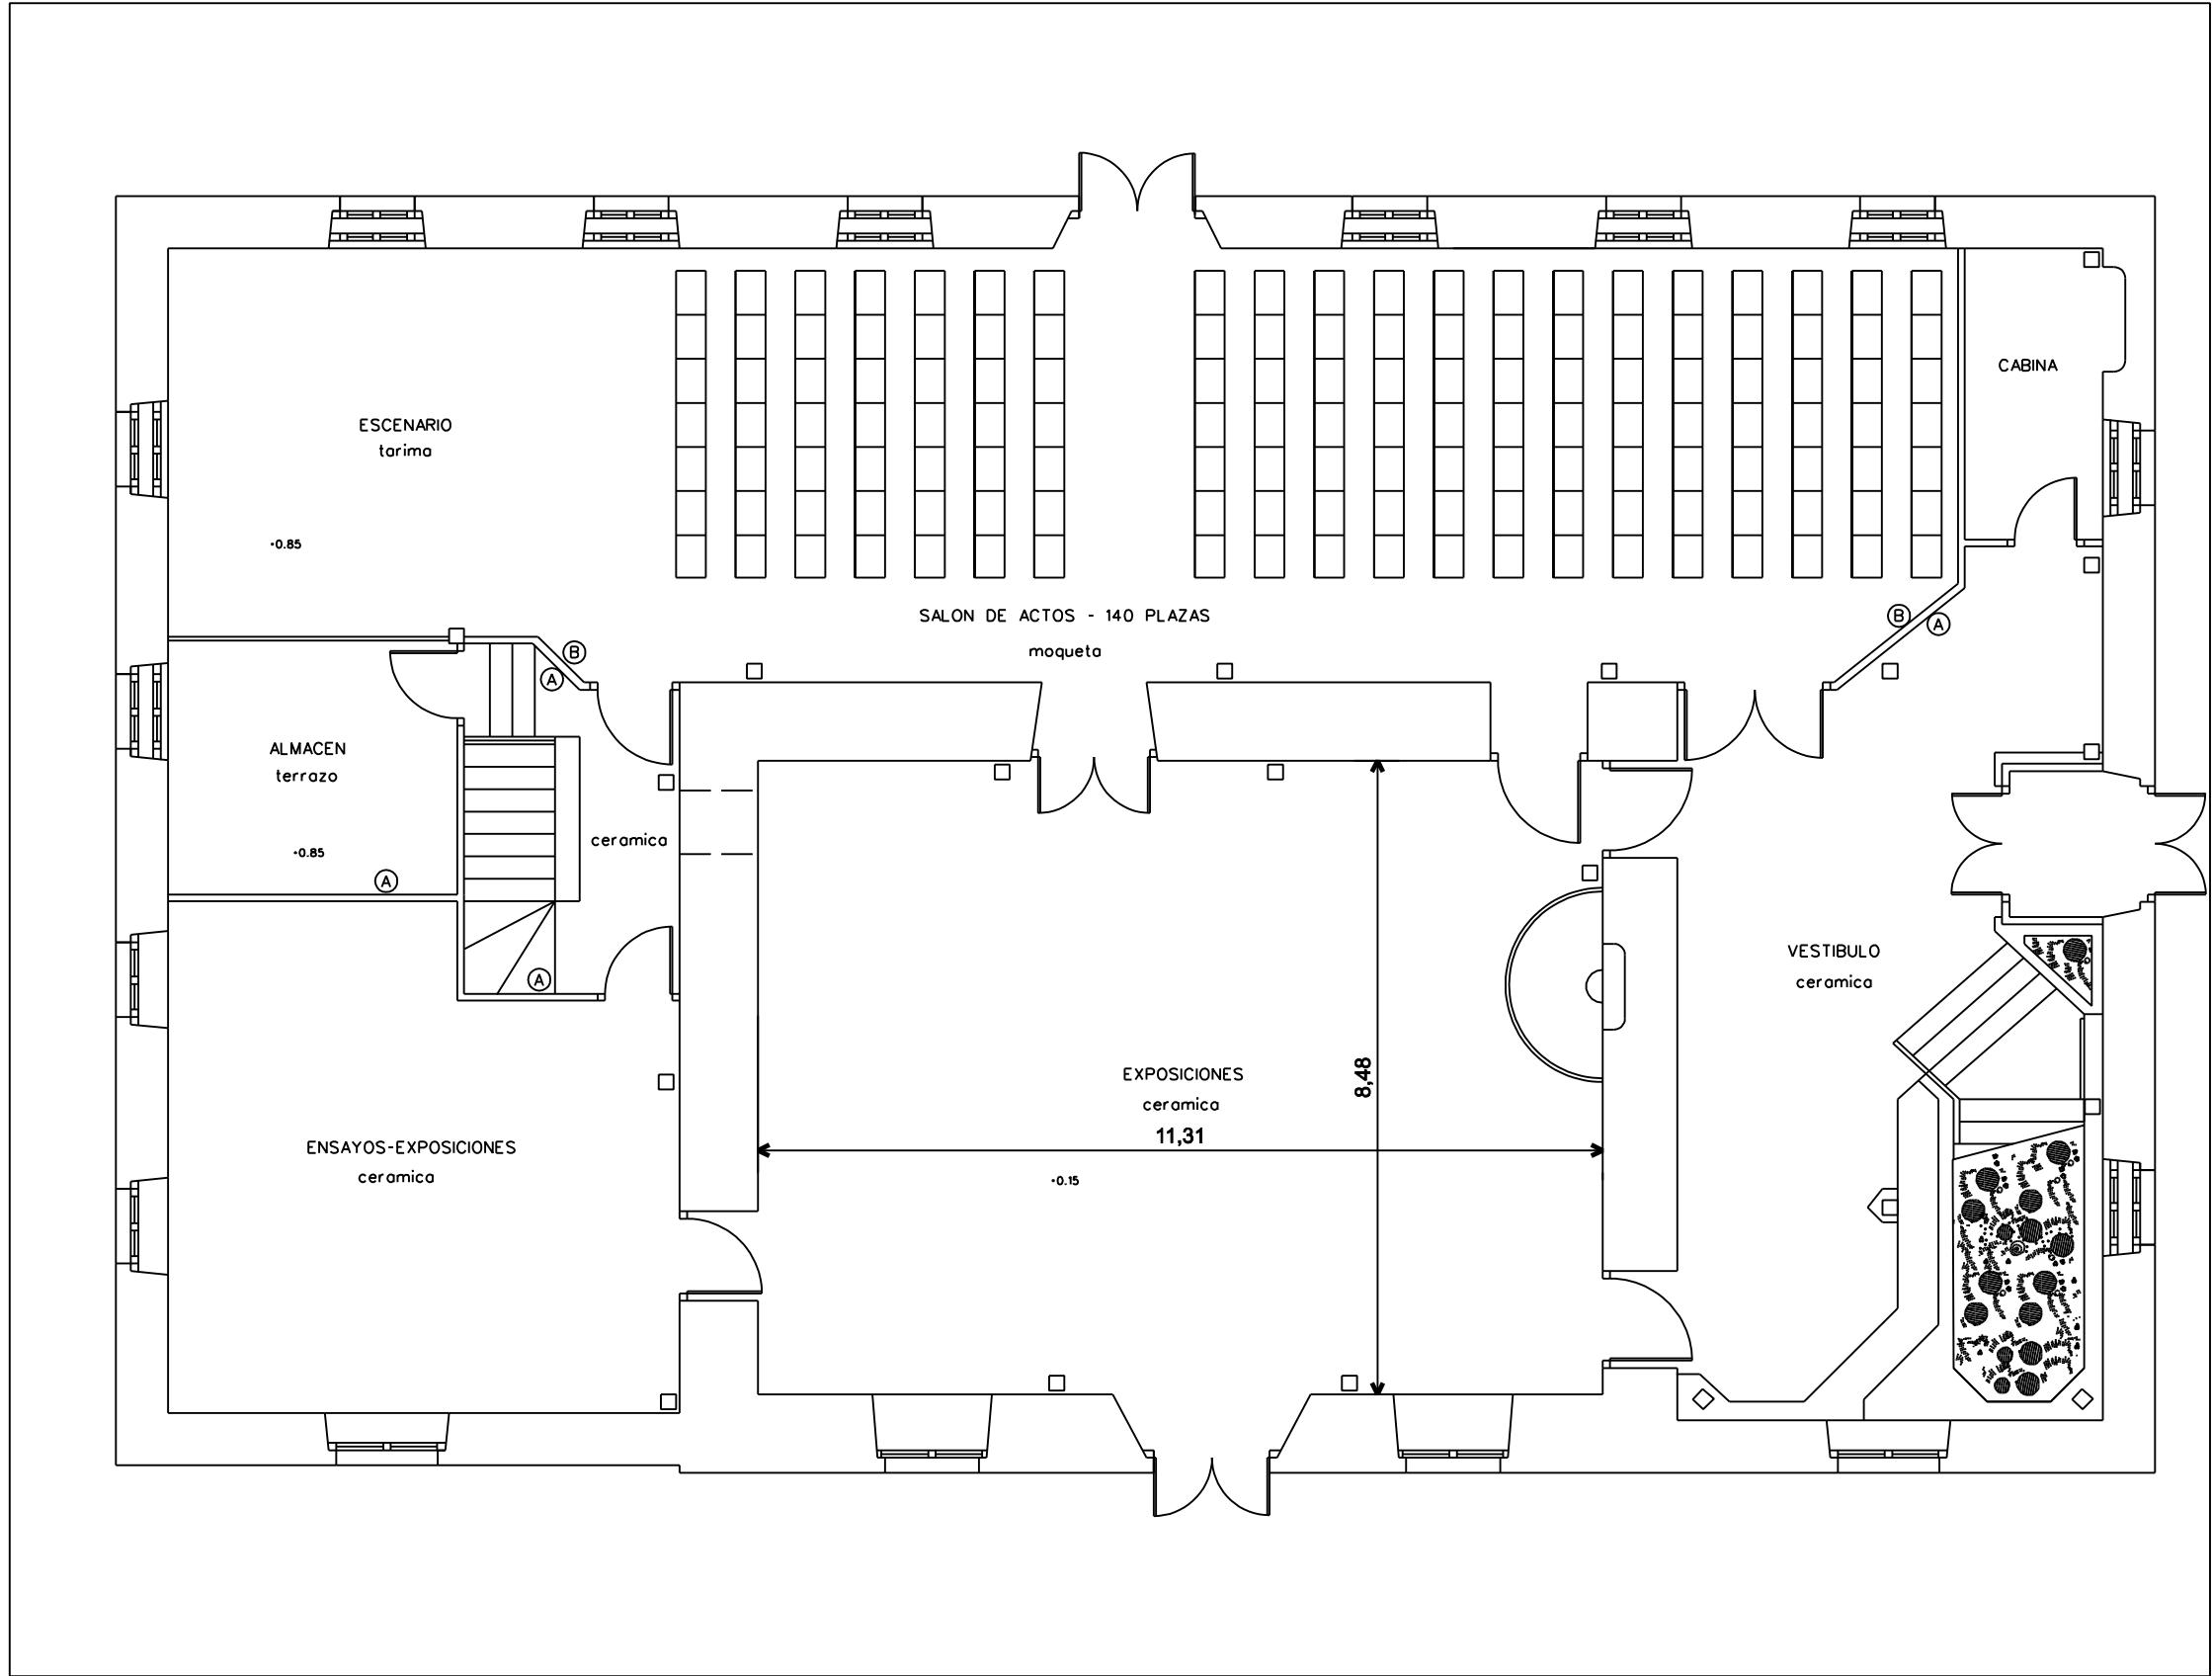 CABINA
ESCENARIO
tarima
+0.85
SALON DE ACTOS - 140 PLAZAS
moqueta
B
A
B
A
ALMACEN
terrazo
+0.85
A
ceramica
A
VESTIBULO
ceramica
EXPOSICIONES
ceramica
8,48
11,31
+0.15
ENSAYOS-EXPOSICIONES
ceramica